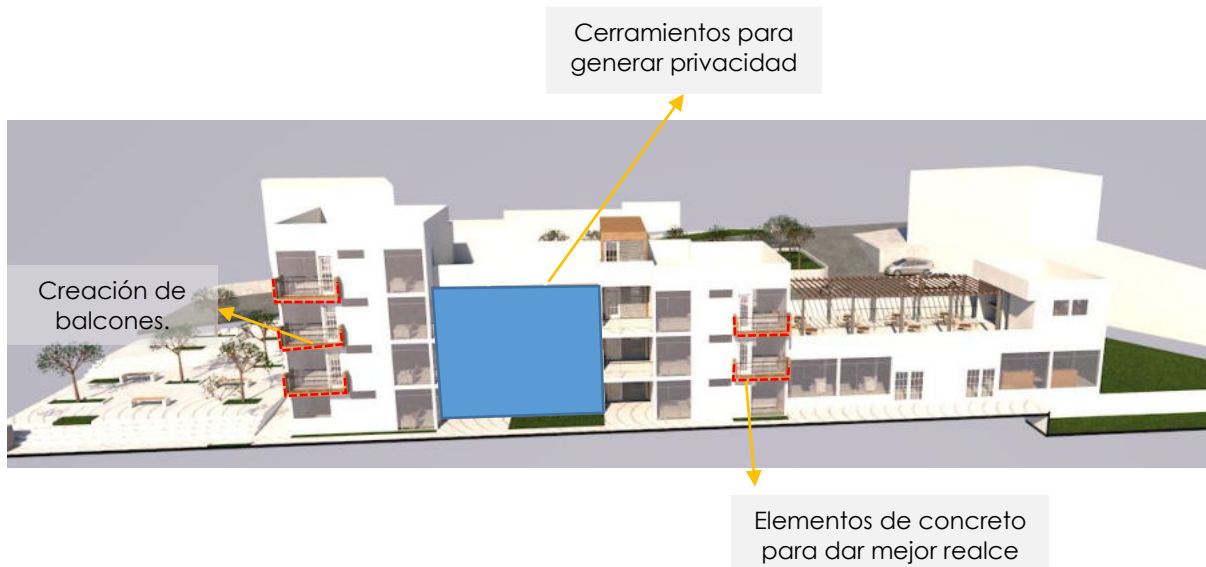 Cerramientos para
generar privacidad
Creación de
balcones.
Elementos de concreto
para dar mejor realce